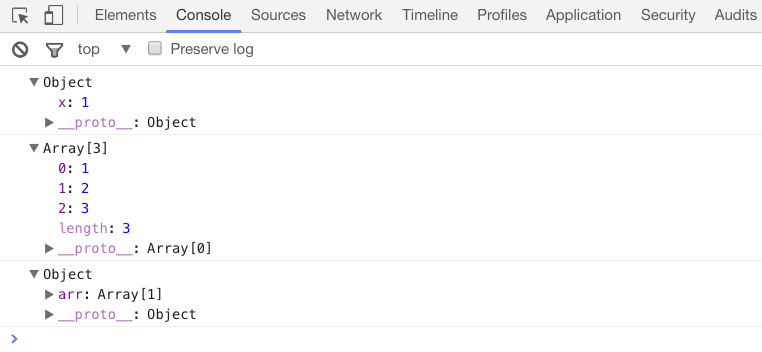 Elements Console Sources Network Timeline Profiles Application Security Audits
top ▼ Preserve log
▼ Object
x: 1
▶ __proto__: Object
▼ Array[3]
0: 1
1: 2
2: 3
length: 3
▶ __proto__: Array[0]
▼ Object
▶ arr: Array[1]
▶ __proto__: Object
>